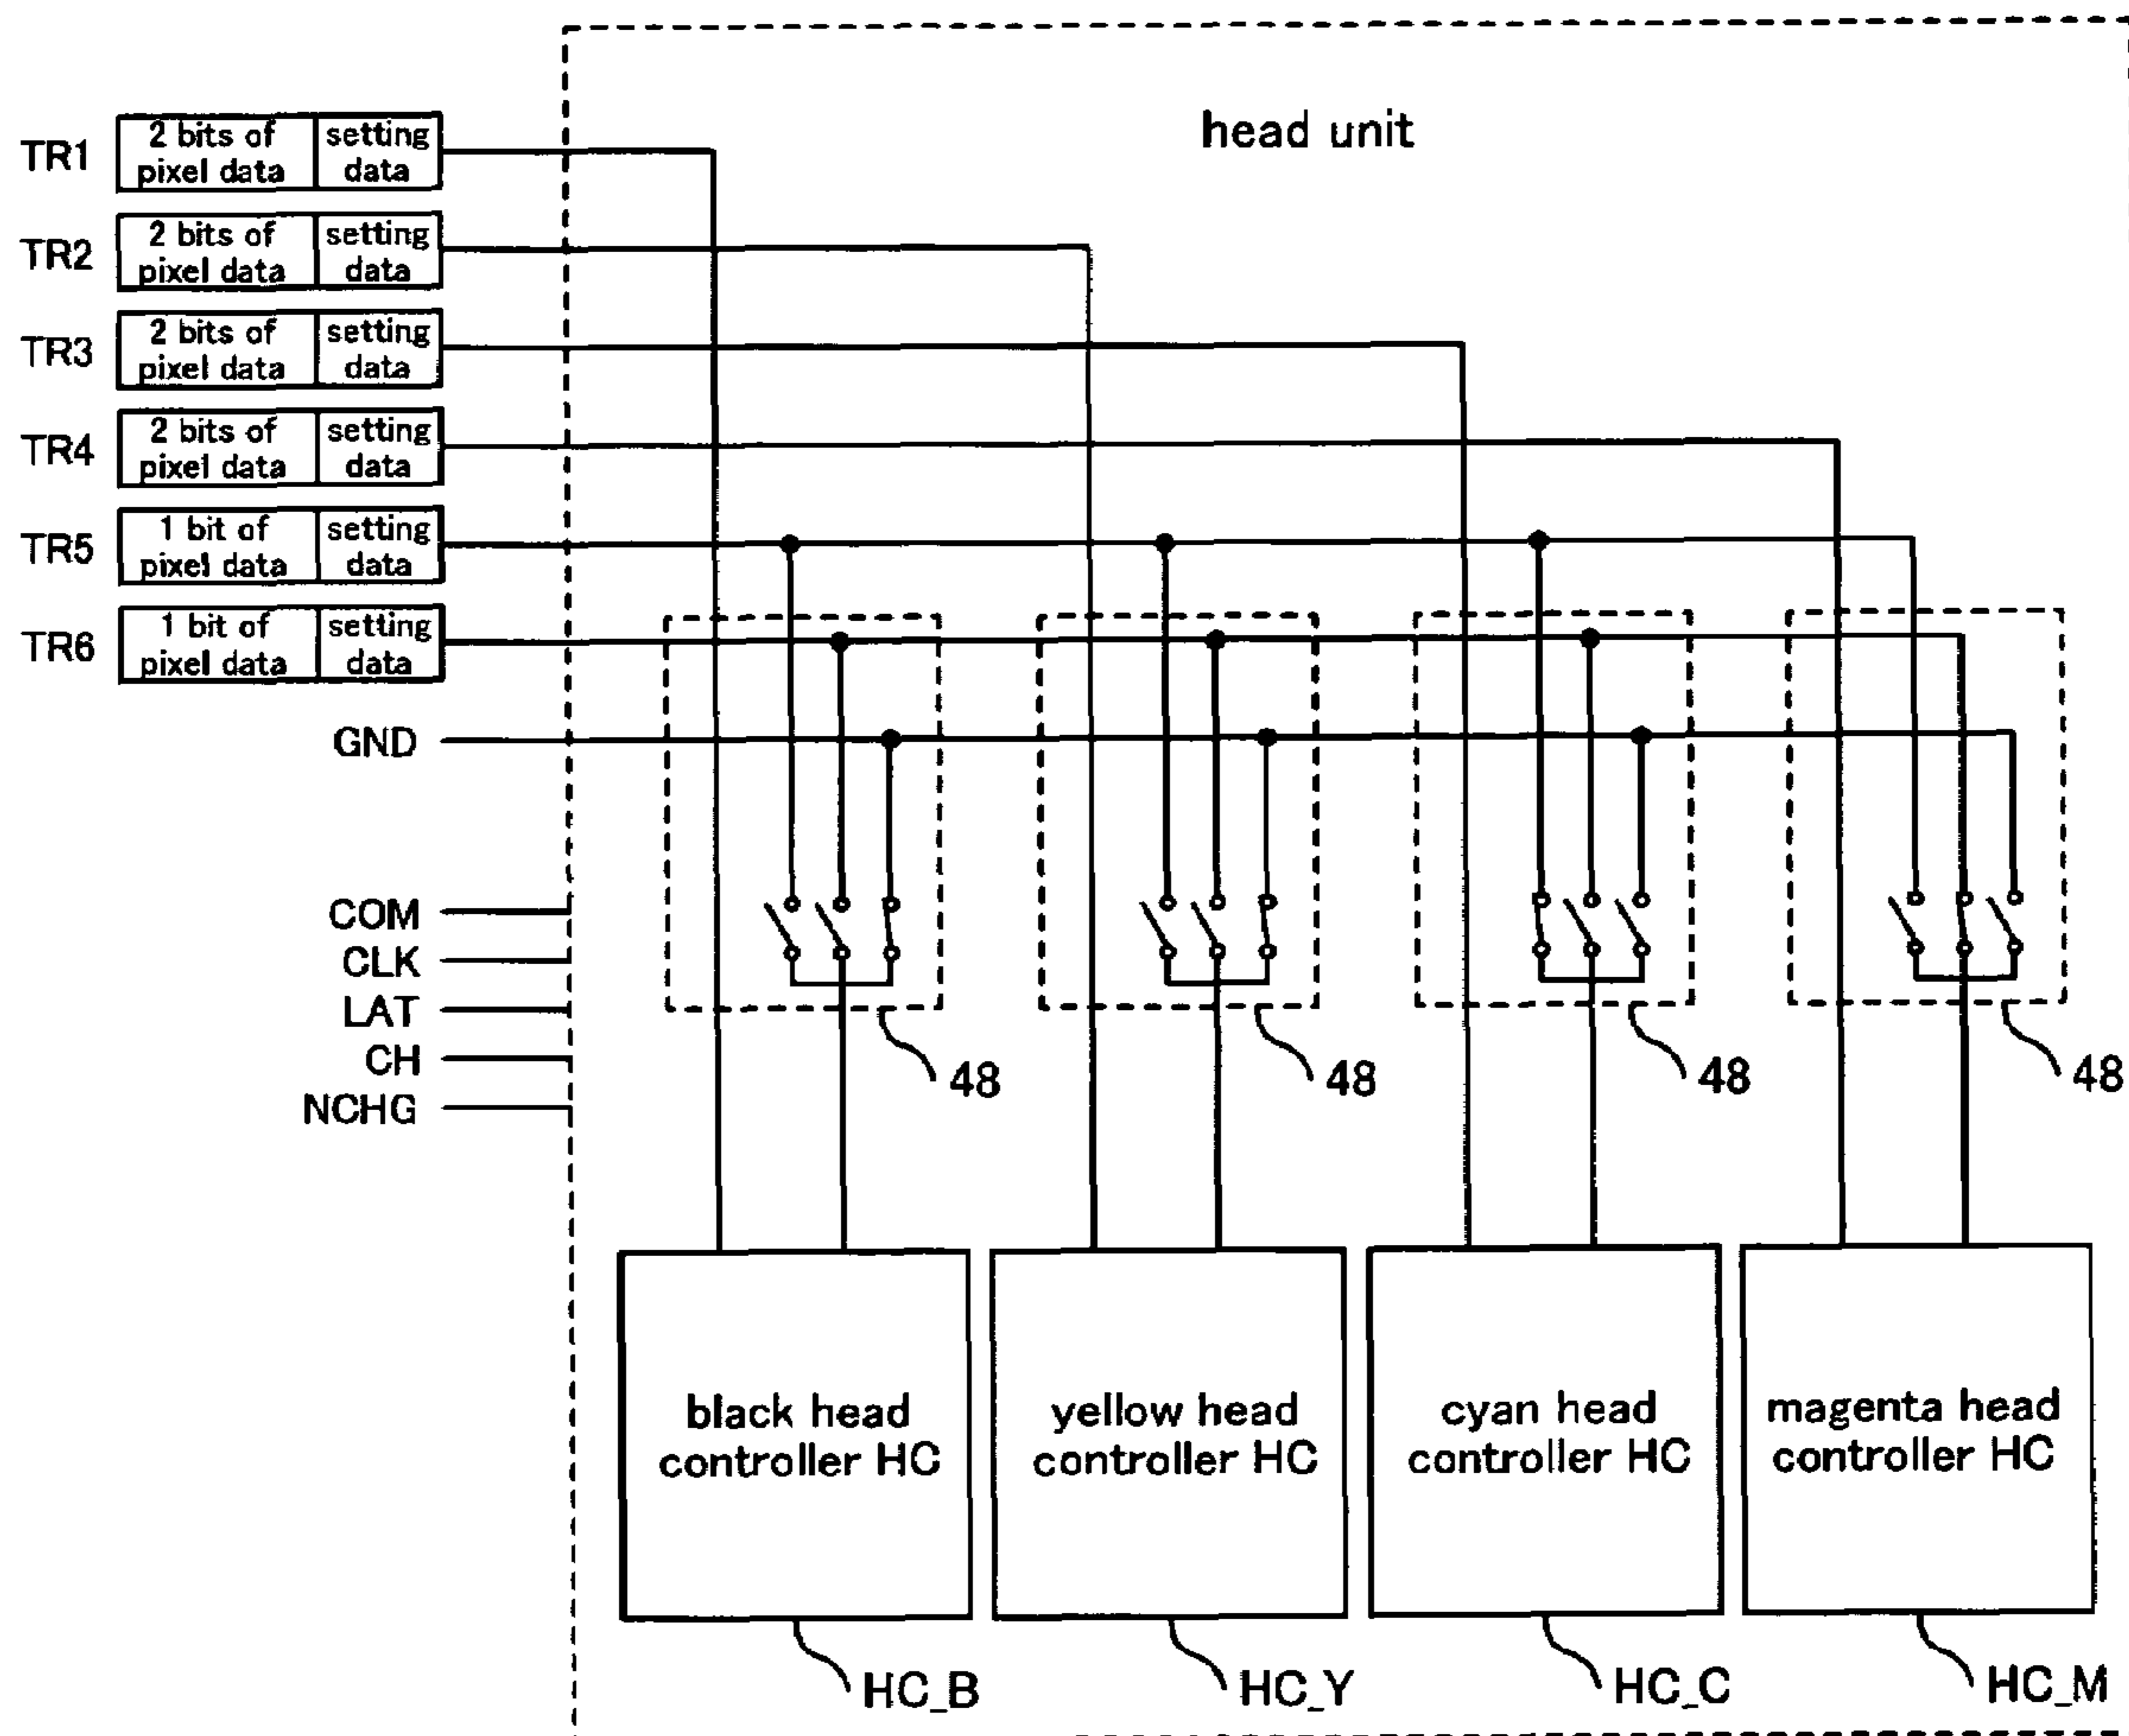 head unit
TR1
2 bits of
pixel data
setting
data
TR2
2 bits of
pixel data
setting
data
TR3
2 bits of
pixel data
setting
data
TR4
2 bits of
pixel data
setting
data
TR5
1 bit of
pixel data
setting
data
TR6
1 bit of
pixel data
setting
data
GND
COM
CLK
LAT
CH
NCHG
48
48
48
48
black head
controller HC
yellow head
controller HC
cyan head
controller HC
magenta head
controller HC
HC_B
HC_Y
HC_C
HC_M